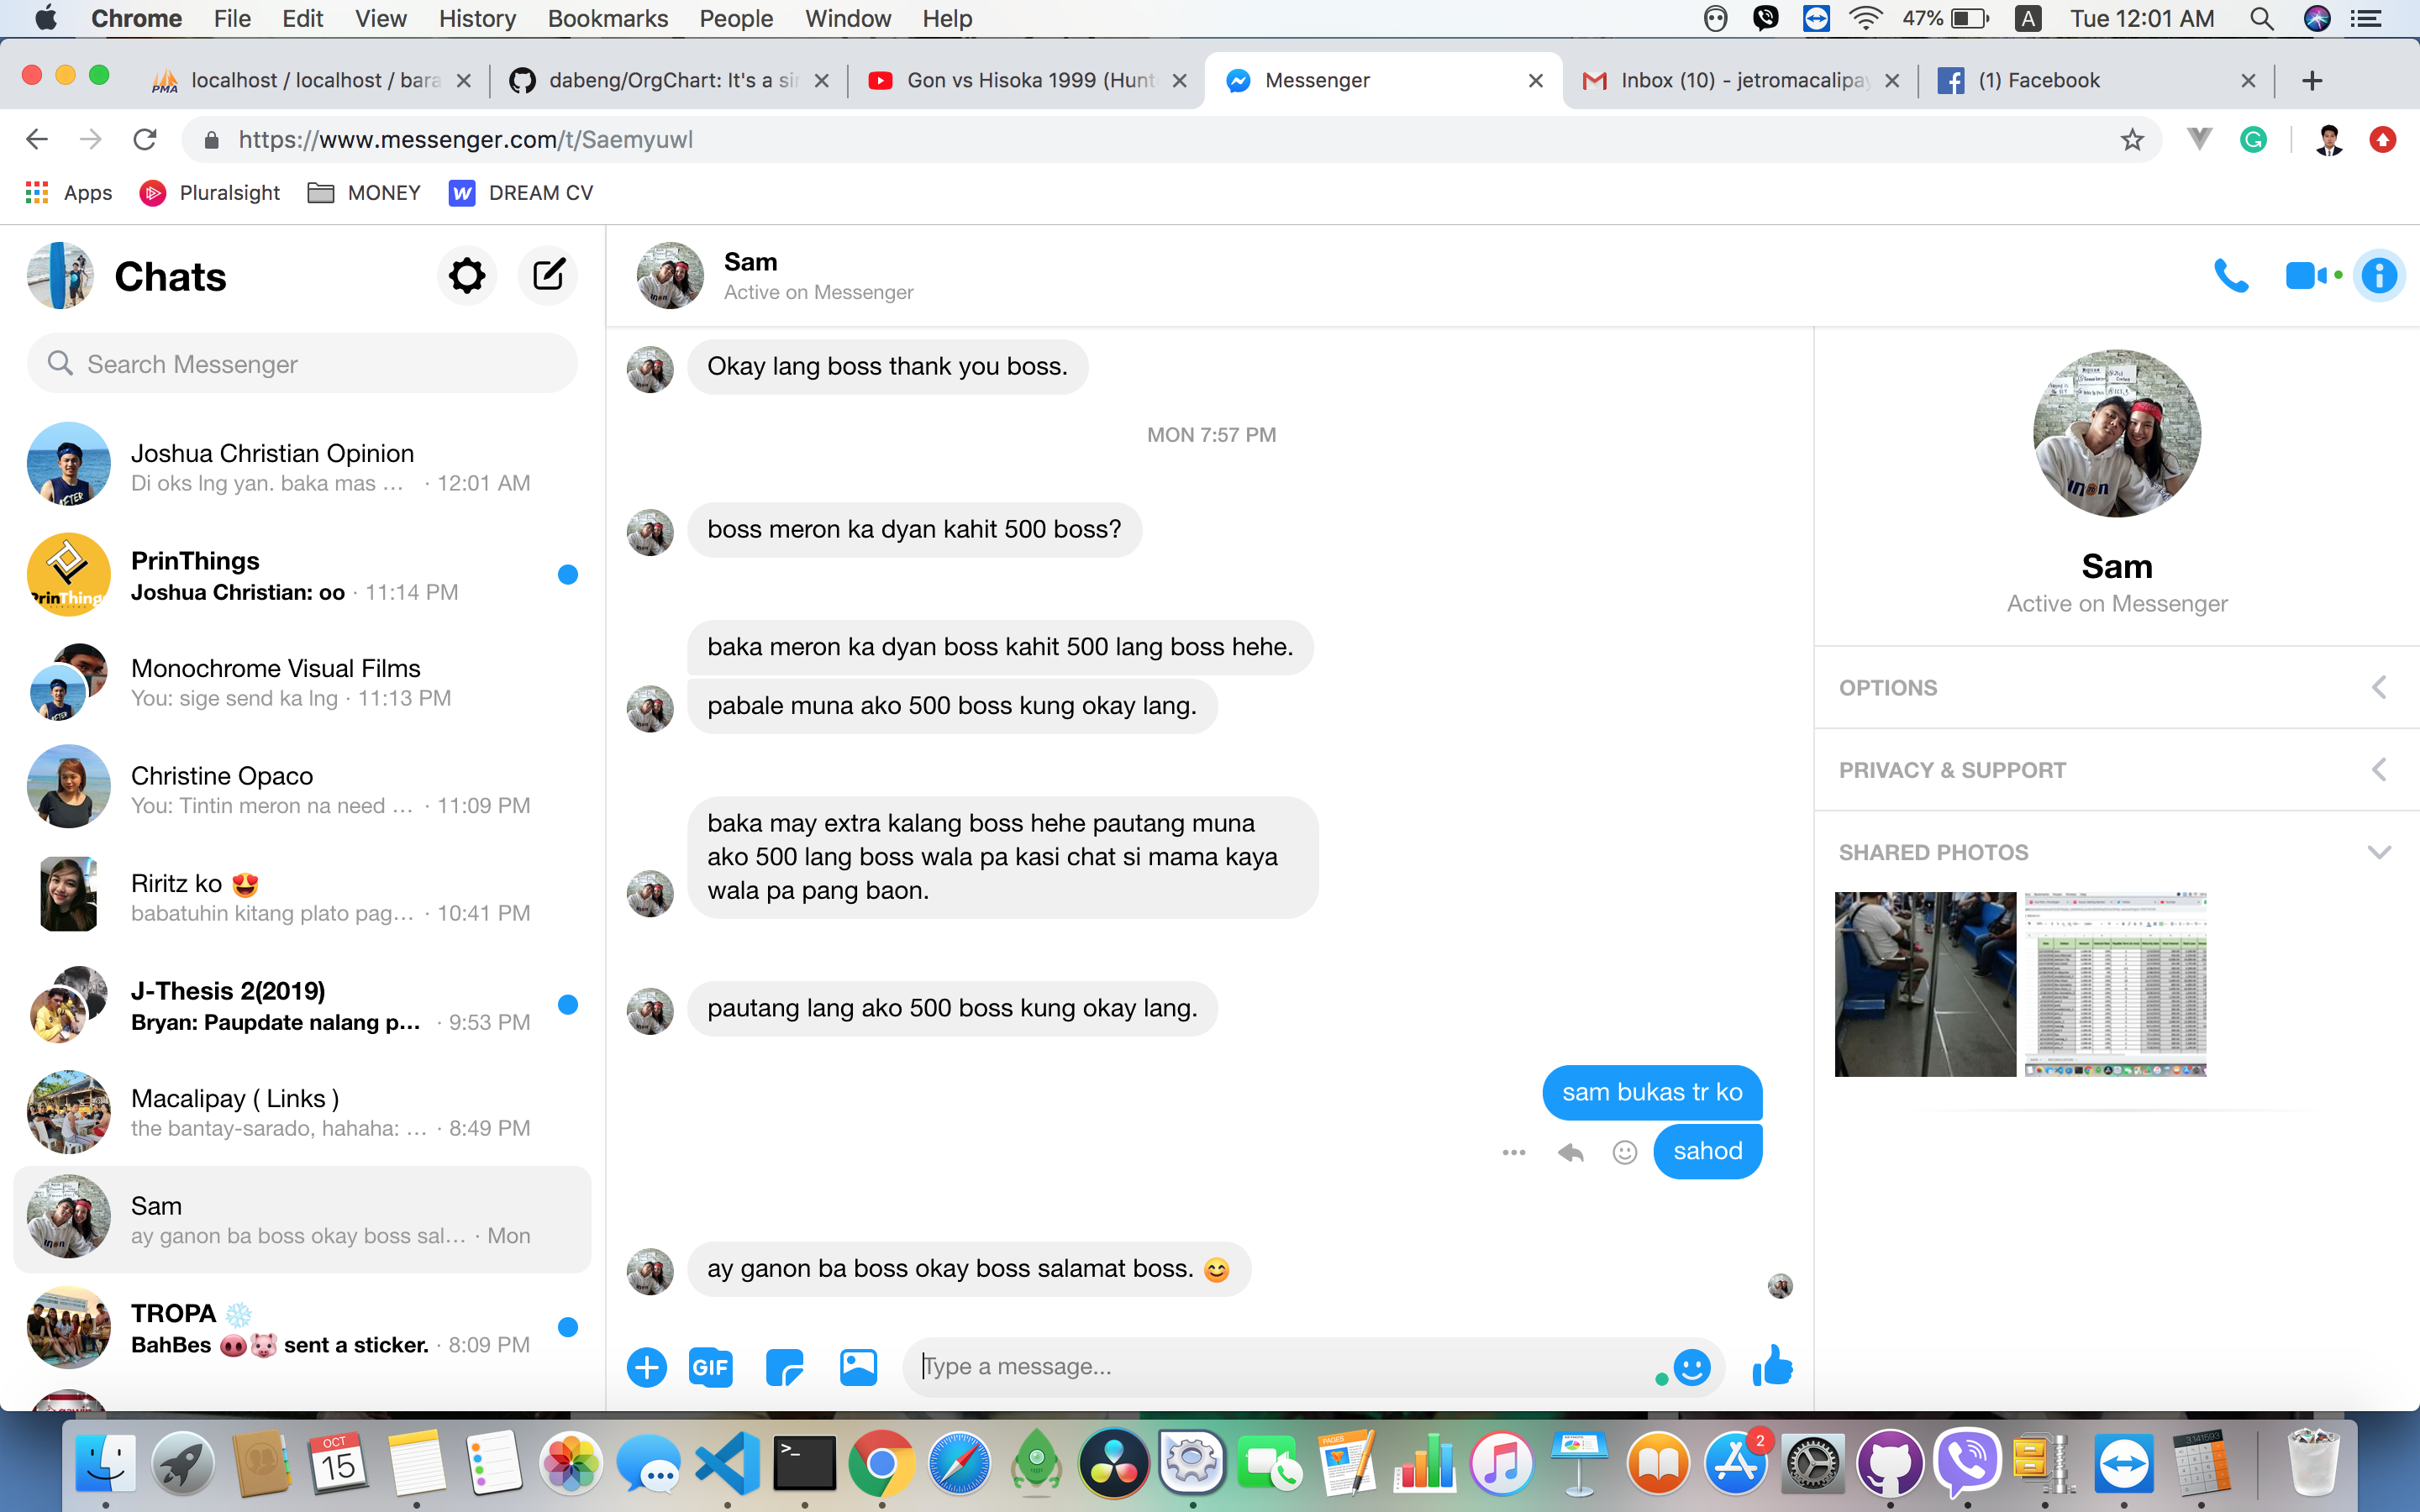 Chrome File Edit View History Bookmarks People Window Help 47% A Tue 12:01 AM
PMA localhost / localhost / bara dabeng/OrgChart: It's a si Gon vs Hisoka 1999 (Hunt Messenger Inbox (10) - jetromacalipay (1) Facebook
https://www.messenger.com/t/Saemyuwl
Apps Pluralsight MONEY W DREAM CV
Chats
Search Messenger
Joshua Christian Opinion
Di oks lng yan. baka mas ... · 12:01 AM
PrinThings
Joshua Christian: oo · 11:14 PM
Monochrome Visual Films
You: sige send ka lng · 11:13 PM
Christine Opaco
You: Tintin meron na need ... · 11:09 PM
Riritz ko 😍
babatuhin kitang plato pag... · 10:41 PM
J-Thesis 2(2019)
Bryan: Paupdate nalang p... · 9:53 PM
Macalipay ( Links )
the bantay-sarado, hahaha: ... · 8:49 PM
Sam
ay ganon ba boss okay boss sal... · Mon
TROPA ❄️
BahBes 🐽🐷 sent a sticker. · 8:09 PM
Sam
Active on Messenger
Okay lang boss thank you boss.
MON 7:57 PM
boss meron ka dyan kahit 500 boss?
baka meron ka dyan boss kahit 500 lang boss hehe.
pabale muna ako 500 boss kung okay lang.
baka may extra kalang boss hehe pautang muna
ako 500 lang boss wala pa kasi chat si mama kaya
wala pa pang baon.
pautang lang ako 500 boss kung okay lang.
sam bukas tr ko
sahod
ay ganon ba boss okay boss salamat boss. 😊
GIF Type a message...
Sam
Active on Messenger
OPTIONS
PRIVACY & SUPPORT
SHARED PHOTOS
OCT
15
PAGES
2
3.141593